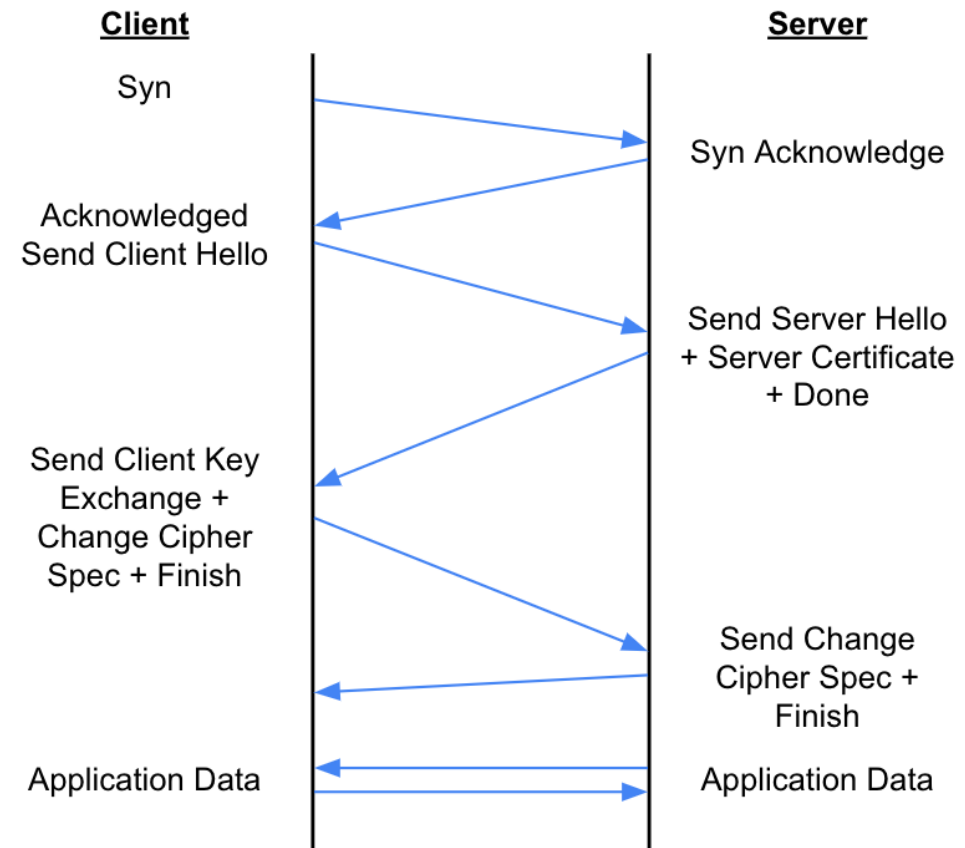 Client
Server
Syn
Syn Acknowledge
Acknowledged
Send Client Hello
Send Server Hello
+ Server Certificate
+ Done
Send Client Key
Exchange +
Change Cipher
Spec + Finish
Send Change
Cipher Spec +
Finish
Application Data
Application Data